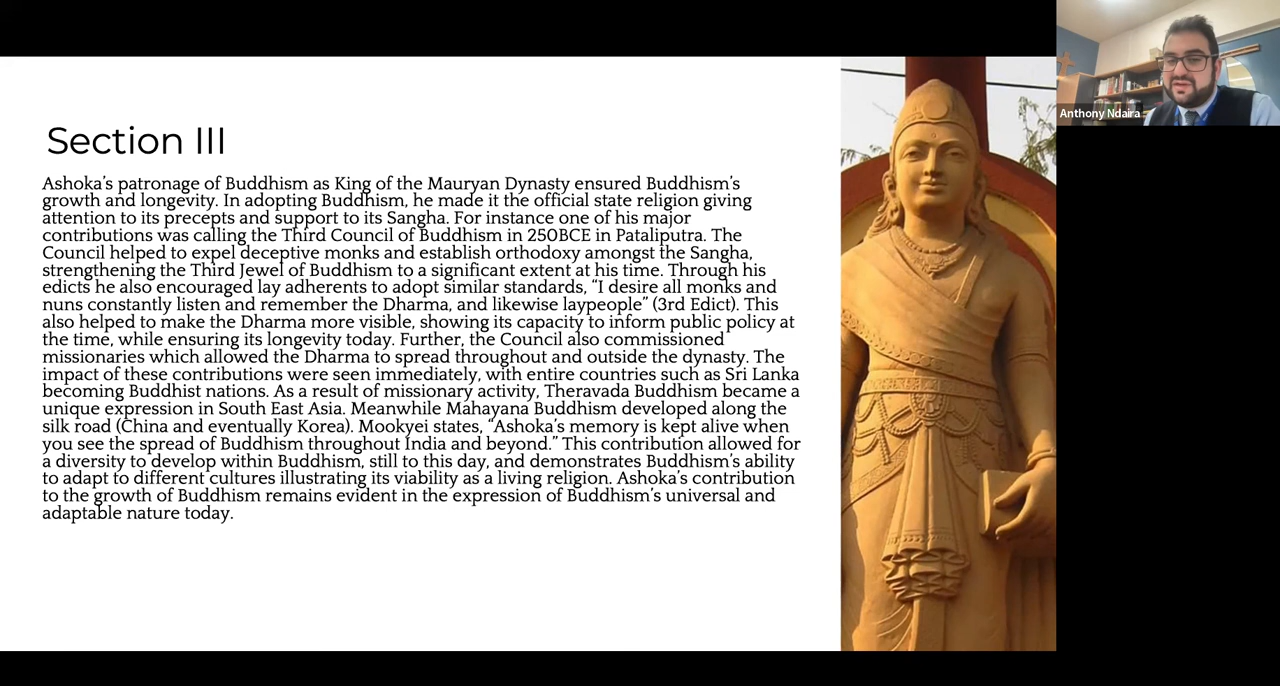 Section III
Ashoka’s patronage of Buddhism as King of the Mauryan Dynasty ensured Buddhism’s
growth and longevity. In adopting Buddhism, he made it the official state religion giving
attention to its precepts and support to its Sangha. For instance one of his major
contributions was calling the Third Council of Buddhism in 250BCE in Pataliputra. The
Council helped to expel deceptive monks and establish orthodoxy amongst the Sangha,
strengthening the Third Jewel of Buddhism to a significant extent at his time. Through his
edicts he also encouraged lay adherents to adopt similar standards, “I desire all monks and
nuns constantly listen and remember the Dharma, and likewise laypeople” (3rd Edict). This
also helped to make the Dharma more visible, showing its capacity to inform public policy at
the time, while ensuring its longevity today. Further, the Council also commissioned
missionaries which allowed the Dharma to spread throughout and outside the dynasty. The
impact of these contributions were seen immediately, with entire countries such as Sri Lanka
becoming Buddhist nations. As a result of missionary activity, Theravada Buddhism became a
unique expression in South East Asia. Meanwhile Mahayana Buddhism developed along the
silk road (China and eventually Korea). Mookyei states, “Ashoka’s memory is kept alive when
you see the spread of Buddhism throughout India and beyond.” This contribution allowed for
a diversity to develop within Buddhism, still to this day, and demonstrates Buddhism’s ability
to adapt to different cultures illustrating its viability as a living religion. Ashoka’s contribution
to the growth of Buddhism remains evident in the expression of Buddhism’s universal and
adaptable nature today.
Anthony Ndaira